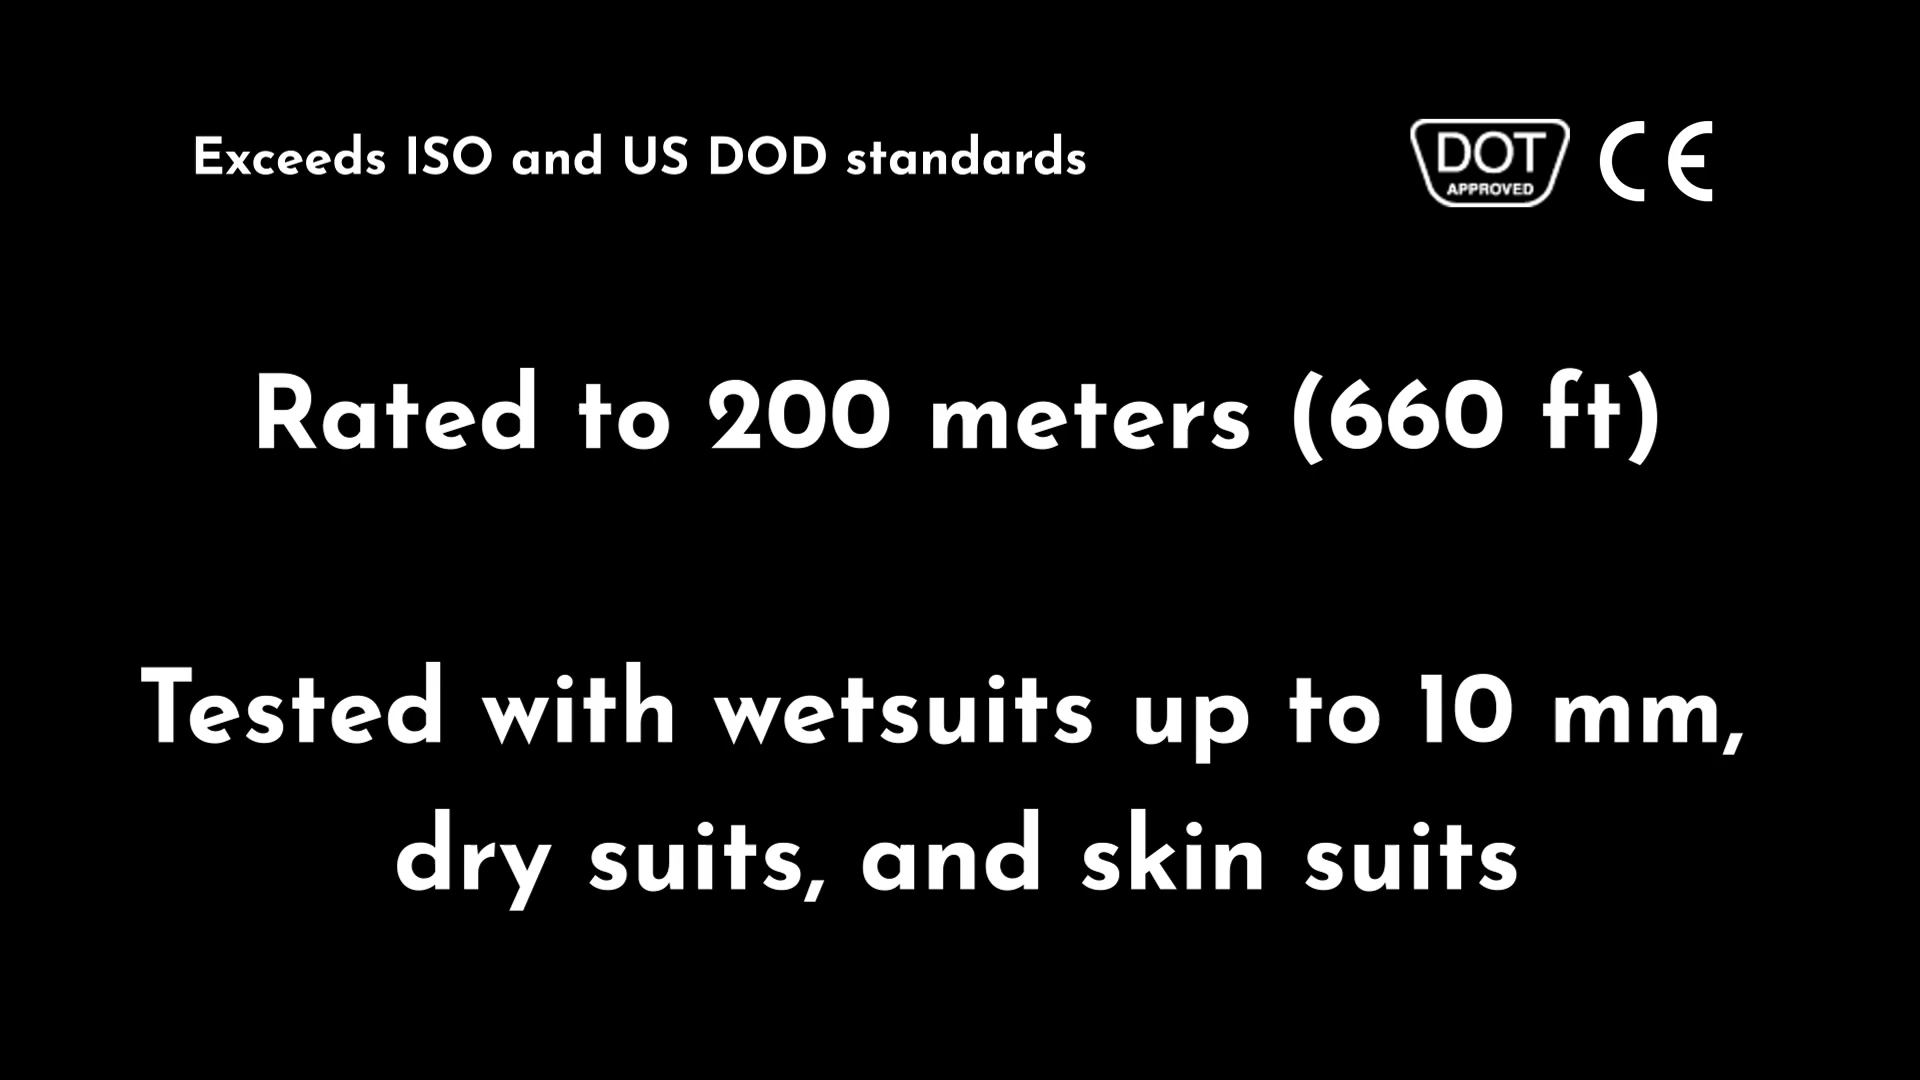 Exceeds ISO and US DOD standards
DOT
APPROVED
CE
Rated to 200 meters (660 ft)
Tested with wetsuits up to 10 mm,
dry suits, and skin suits